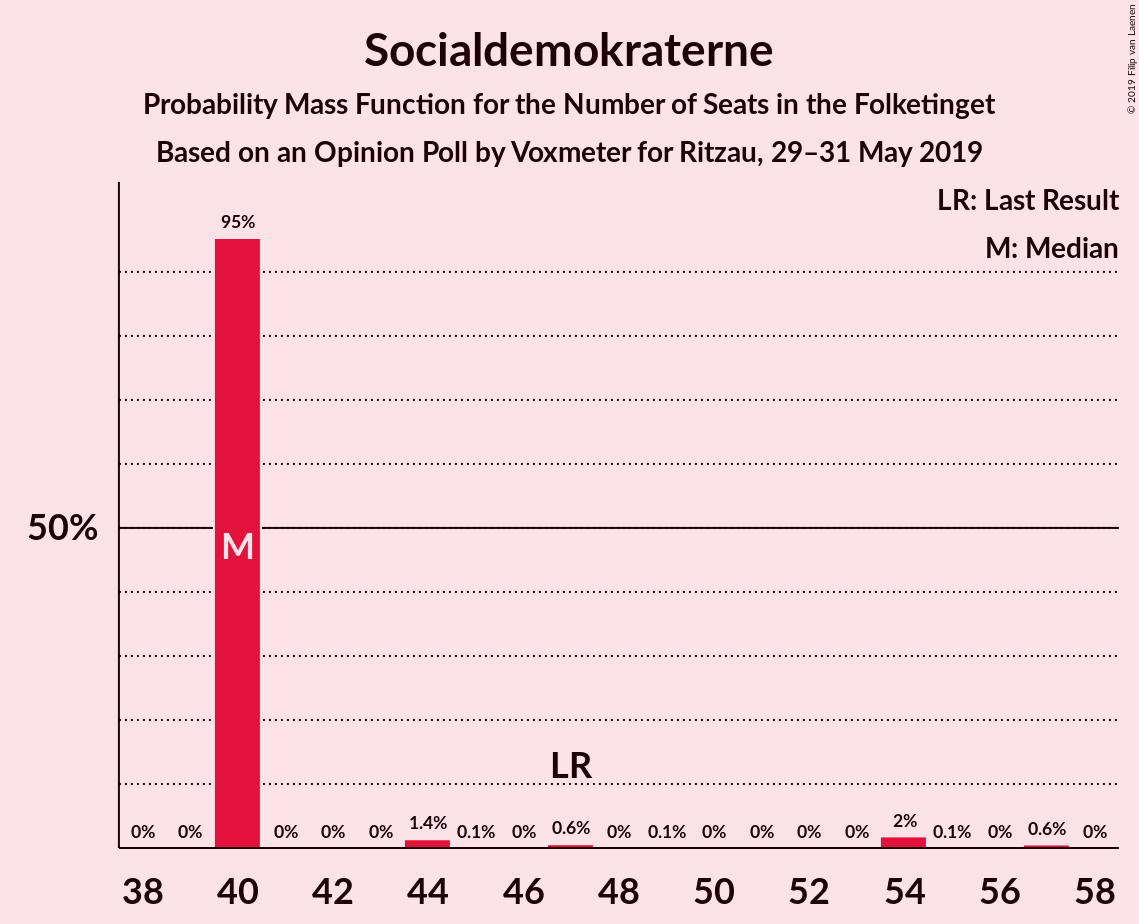 Socialdemokraterne
Probability Mass Function for the Number of Seats in the Folketinget
Based on an Opinion Poll by Voxmeter for Ritzau, 29–31 May 2019
© 2019 Filip van Laenen
LR: Last Result
M: Median
95%
50%
M
LR
0% 0% 0% 0% 0% 1.4% 0.1% 0% 0.6% 0% 0.1% 0% 0% 0% 0% 2% 0.1% 0% 0.6% 0%
38 40 42 44 46 48 50 52 54 56 58